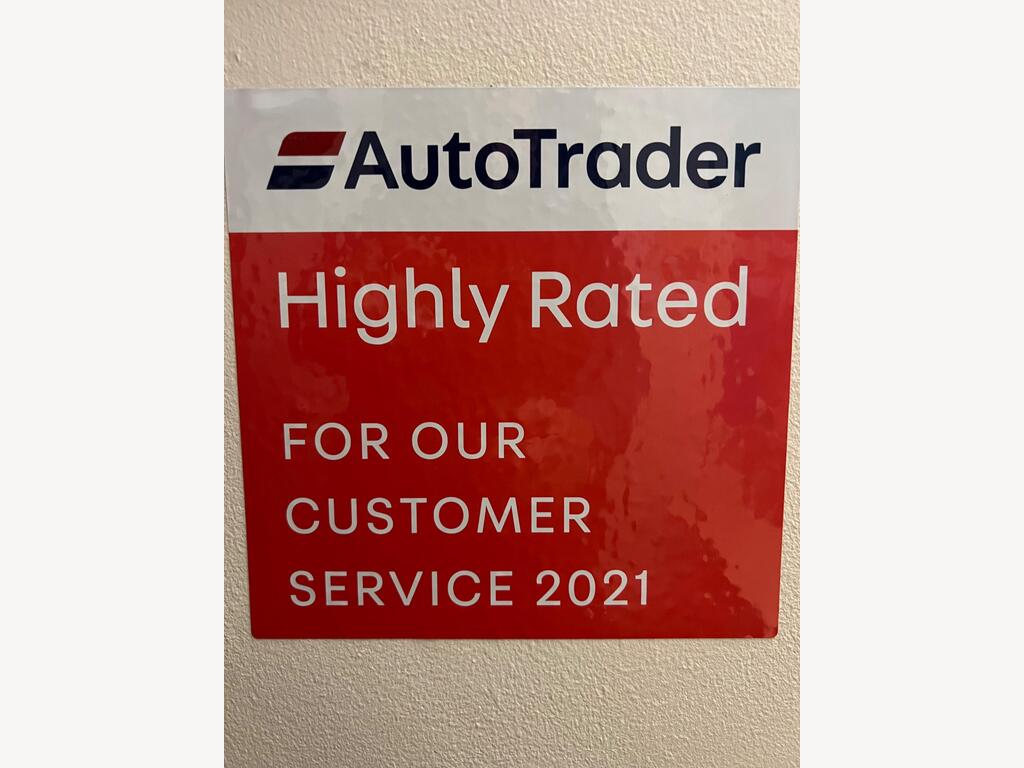 AutoTrader
Highly Rated
FOR OUR
CUSTOMER
SERVICE 2021